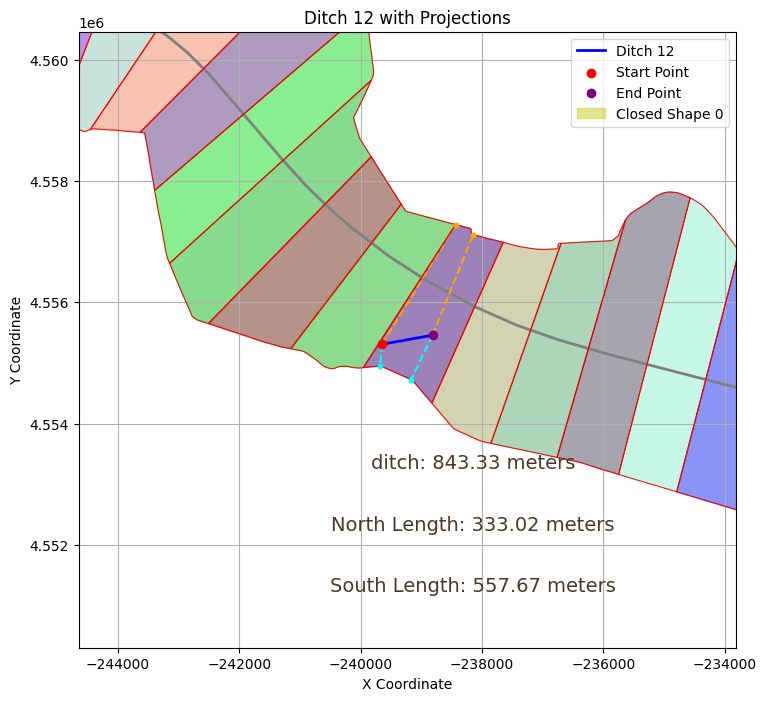 Ditch 12 with Projections
1e6
Ditch 12
Start Point
End Point
Closed Shape 0
4.560
4.558
4.556
4.554
4.552
Y Coordinate
ditch: 843.33 meters
North Length: 333.02 meters
South Length: 557.67 meters
−244000 −242000 −240000 −238000 −236000 −234000
X Coordinate